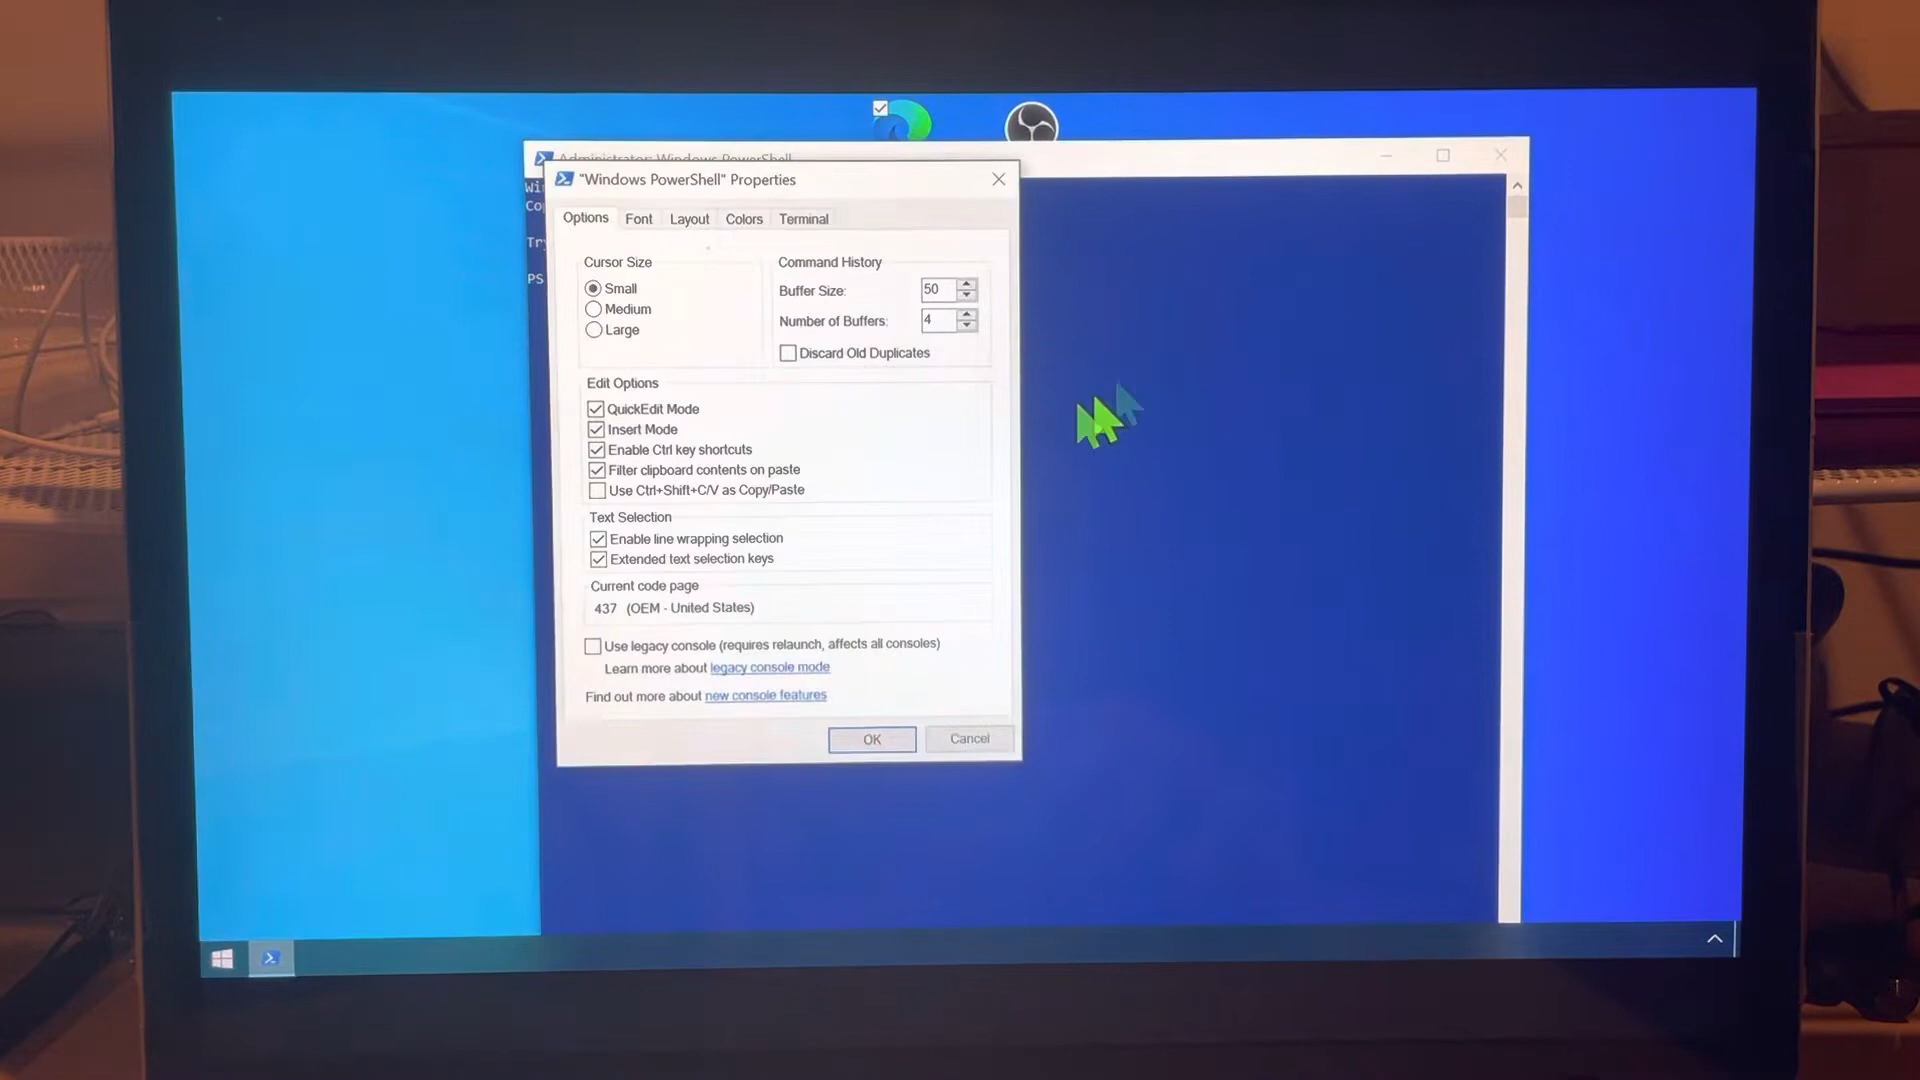 Administrator: Windows PowerShell
"Windows PowerShell" Properties
Options Font Layout Colors Terminal
Cursor Size
Small
Medium
Large
Command History
Buffer Size: 50
Number of Buffers: 4
Discard Old Duplicates
Edit Options
QuickEdit Mode
Insert Mode
Enable Ctrl key shortcuts
Filter clipboard contents on paste
Use Ctrl+Shift+C/V as Copy/Paste
Text Selection
Enable line wrapping selection
Extended text selection keys
Current code page
437 (OEM - United States)
Use legacy console (requires relaunch, affects all consoles)
Learn more about legacy console mode
Find out more about new console features
OK Cancel
PS